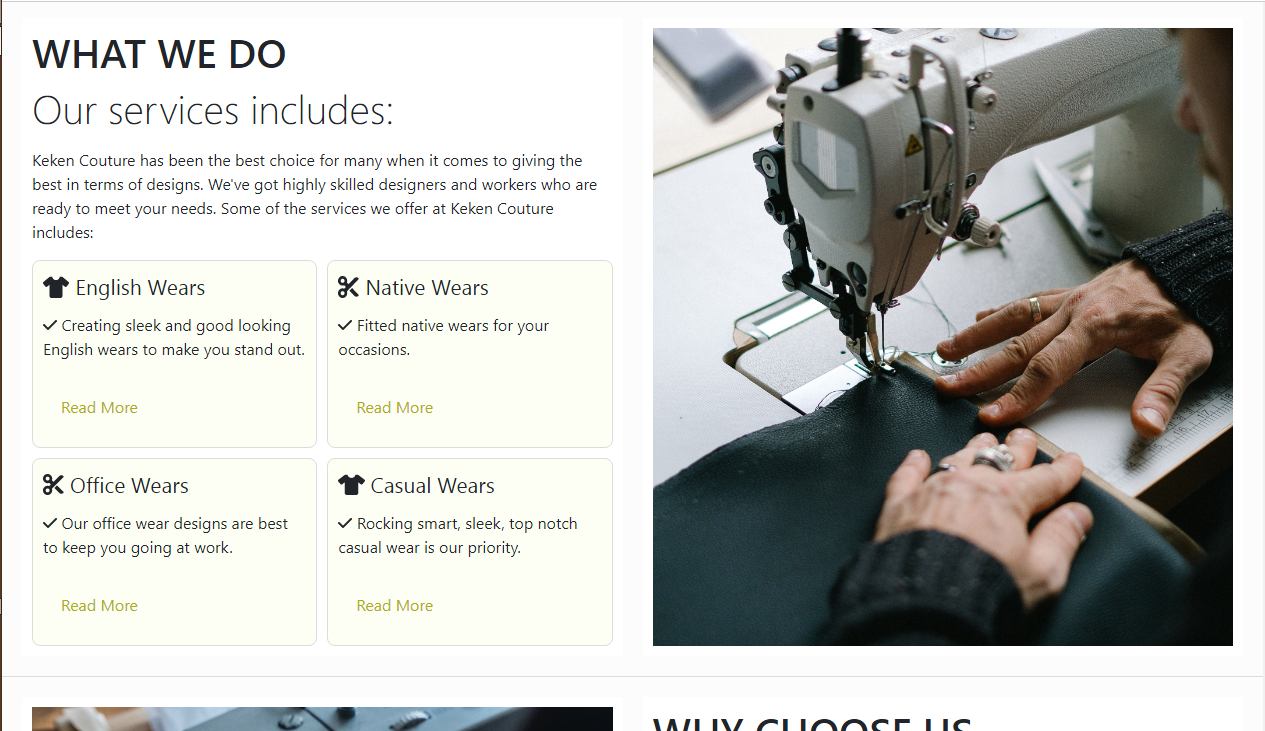 WHAT WE DO
Our services includes:
Keken Couture has been the best choice for many when it comes to giving the
best in terms of designs. We've got highly skilled designers and workers who are
ready to meet your needs. Some of the services we offer at Keken Couture
includes:
English Wears
Creating sleek and good looking
English wears to make you stand out.
Read More
Native Wears
Fitted native wears for your
occasions.
Read More
Office Wears
Our office wear designs are best
to keep you going at work.
Read More
Casual Wears
Rocking smart, sleek, top notch
casual wear is our priority.
Read More
WHY CHOOSE US